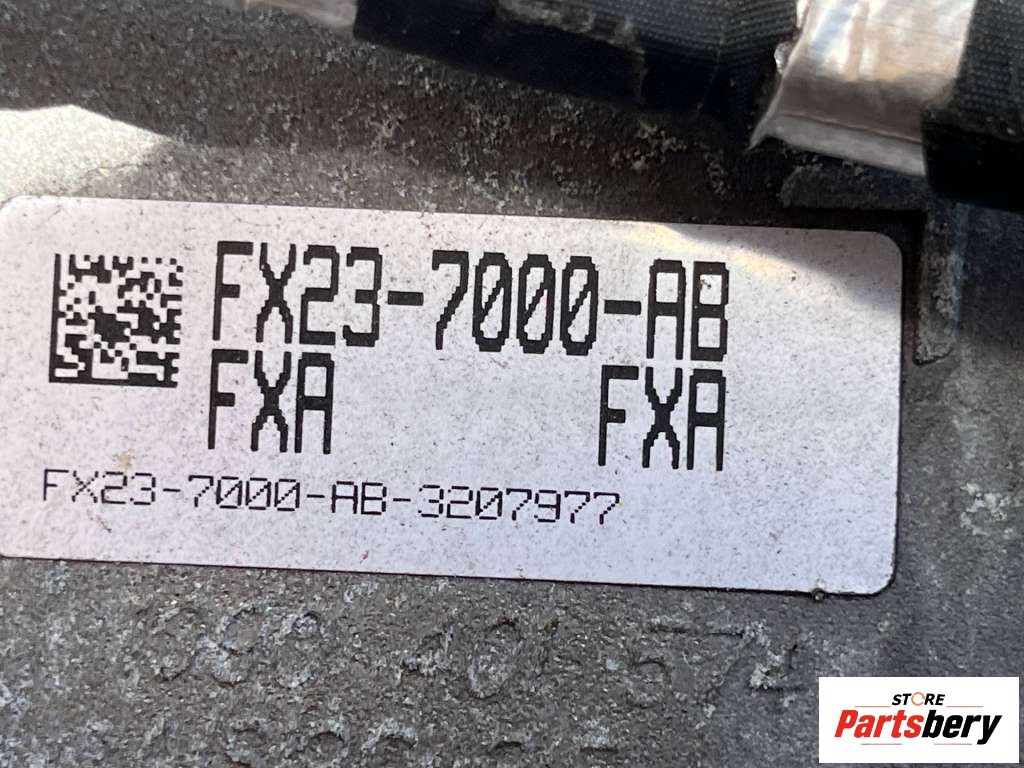 FX23-7000-AB
FXA FXA
FX23-7000-AB-3207977
STORE
Partsbery